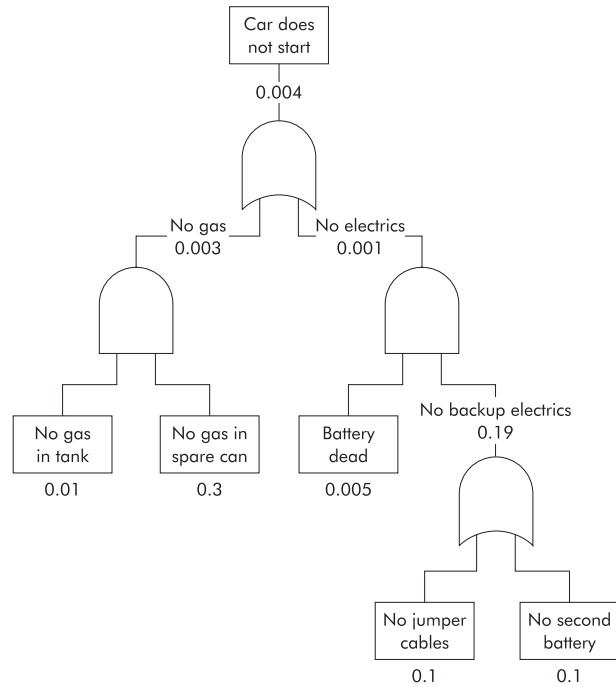 Car does
not start
0.004
No gas
0.003
No electrics
0.001
No gas
in tank
0.01
No gas in
spare can
0.3
Battery
dead
0.005
No backup electrics
0.19
No jumper
cables
0.1
No second
battery
0.1